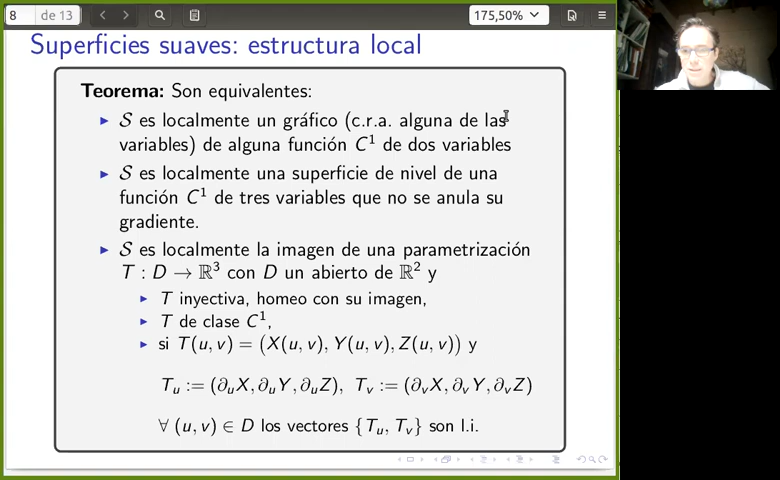 8 de 13 175,50%
Superficies suaves: estructura local
Teorema: Son equivalentes:
▶ S es localmente un gráfico (c.r.a. alguna de las
variables) de alguna función C¹ de dos variables
▶ S es localmente una superficie de nivel de una
función C¹ de tres variables que no se anula su
gradiente.
▶ S es localmente la imagen de una parametrización
T : D → ℝ³ con D un abierto de ℝ² y
▶ T inyectiva, homeo con su imagen,
▶ T de clase C¹,
▶ si T(u, v) = (X(u, v), Y(u, v), Z(u, v)) y
Tᵤ := (∂ᵤX, ∂ᵤY, ∂ᵤZ), Tᵥ := (∂ᵥX, ∂ᵥY, ∂ᵥZ)
∀ (u, v) ∈ D los vectores {Tᵤ, Tᵥ} son l.i.